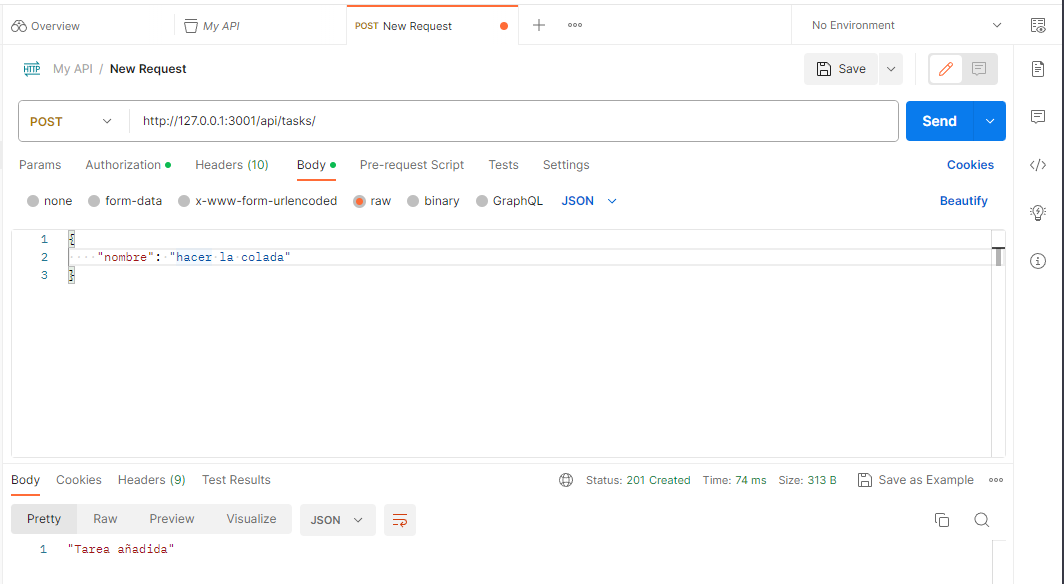 Overview My API POST New Request No Environment
HTTP My API / New Request Save
POST http://127.0.0.1:3001/api/tasks/ Send
Params Authorization Headers (10) Body Pre-request Script Tests Settings Cookies
none form-data x-www-form-urlencoded raw binary GraphQL JSON Beautify
1 {
2 "nombre": "hacer la colada"
3 }
Body Cookies Headers (9) Test Results Status: 201 Created Time: 74 ms Size: 313 B Save as Example
Pretty Raw Preview Visualize JSON
1 "Tarea añadida"